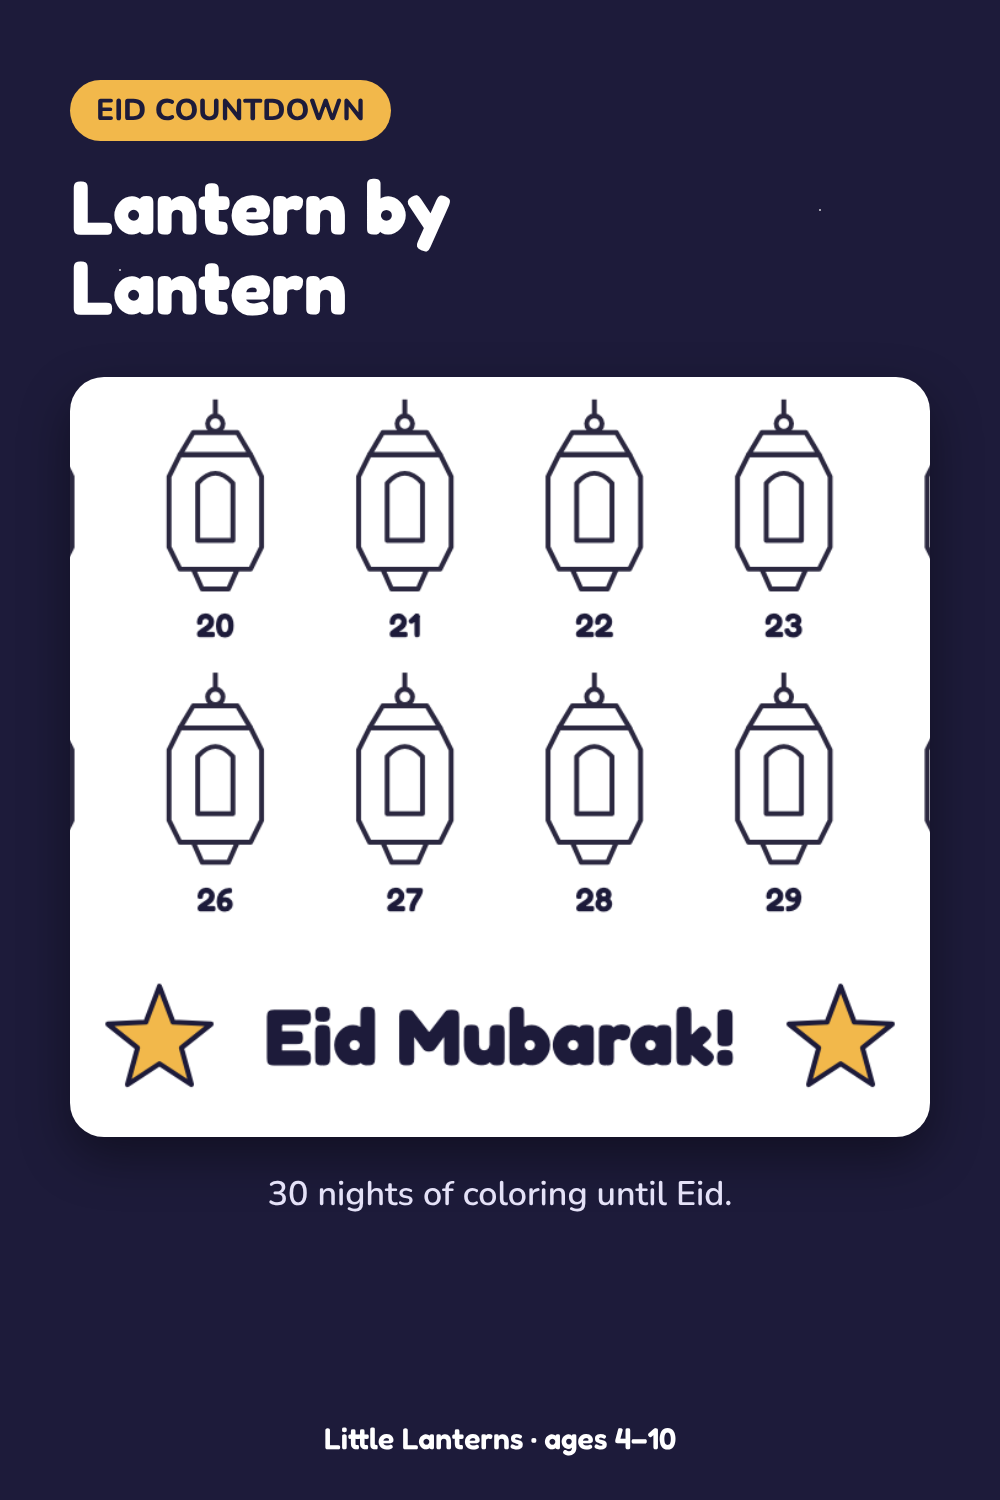 EID COUNTDOWN
Lantern by
Lantern
20 21 22 23
26 27 28 29
Eid Mubarak!
30 nights of coloring until Eid.
Little Lanterns · ages 4–10